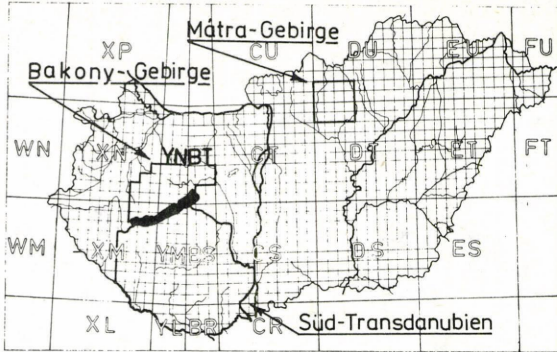 Mátra-Gebirge
XP CU DU EU FU
Bakony-Gebirge
WN XN YNBT CT DT ET FT
WM XM YMBS CS DS ES
XL YLBR CR Süd-Transdanubien